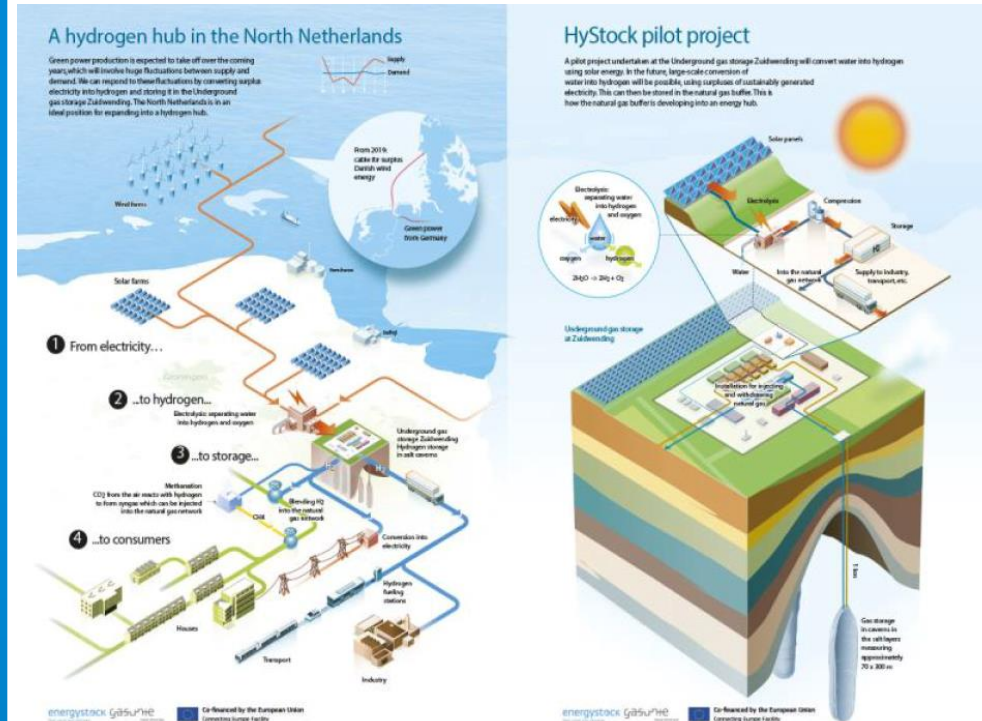 A hydrogen hub in the North Netherlands
Green power production is expected to take off over the coming
years, which will involve huge fluctuations between supply and
demand. We can respond to these fluctuations by converting surplus
electricity into hydrogen and storing it in the Underground
gas storage Zuidwending. The North Netherlands is in an
ideal position for expanding into a hydrogen hub.
Supply
Demand
From 2019:
cable for surplus
Danish wind
energy
Green power
from Germany
Wind farms
Eemshaven
Solar farms
Delfzijl
1 From electricity...
Groningen
2 ...to hydrogen...
Electrolysis: separating water
into hydrogen and oxygen
3 ...to storage...
Underground gas
storage Zuidwending
Hydrogen storage
in salt caverns
H2
H2
Methanation
CO2 from the air reacts with hydrogen
to form syngas which can be injected
into the natural gas network
CH4
Blending H2
into the natural
gas network
4 ...to consumers
Conversion into
electricity
Hydrogen
fueling
stations
Houses
Transport
Industry
energystock gasunie
Co-financed by the European Union
Connecting Europe Facility
HyStock pilot project
A pilot project undertaken at the Underground gas storage Zuidwending will convert water into hydrogen
using solar energy. In the future, large-scale conversion of
water into hydrogen will be possible, using surpluses of sustainably generated
electricity. This can then be stored in the natural gas buffer. This is
how the natural gas buffer is developing into an energy hub.
Solar panels
Electrolysis:
separating water
into hydrogen
and oxygen
electricity
water
oxygen
hydrogen
2H2O → 2H2 + O2
Electrolysis
Compression
Storage
H2
Water
Into the natural
gas network
Supply to industry,
transport, etc.
Underground gas storage
at Zuidwending
Installation for injecting
and withdrawing
natural gas
1 km
Gas storage
in caverns in
the salt layers
measuring
approximately
70 x 300 m
energystock gasunie
Co-financed by the European Union
Connecting Europe Facility